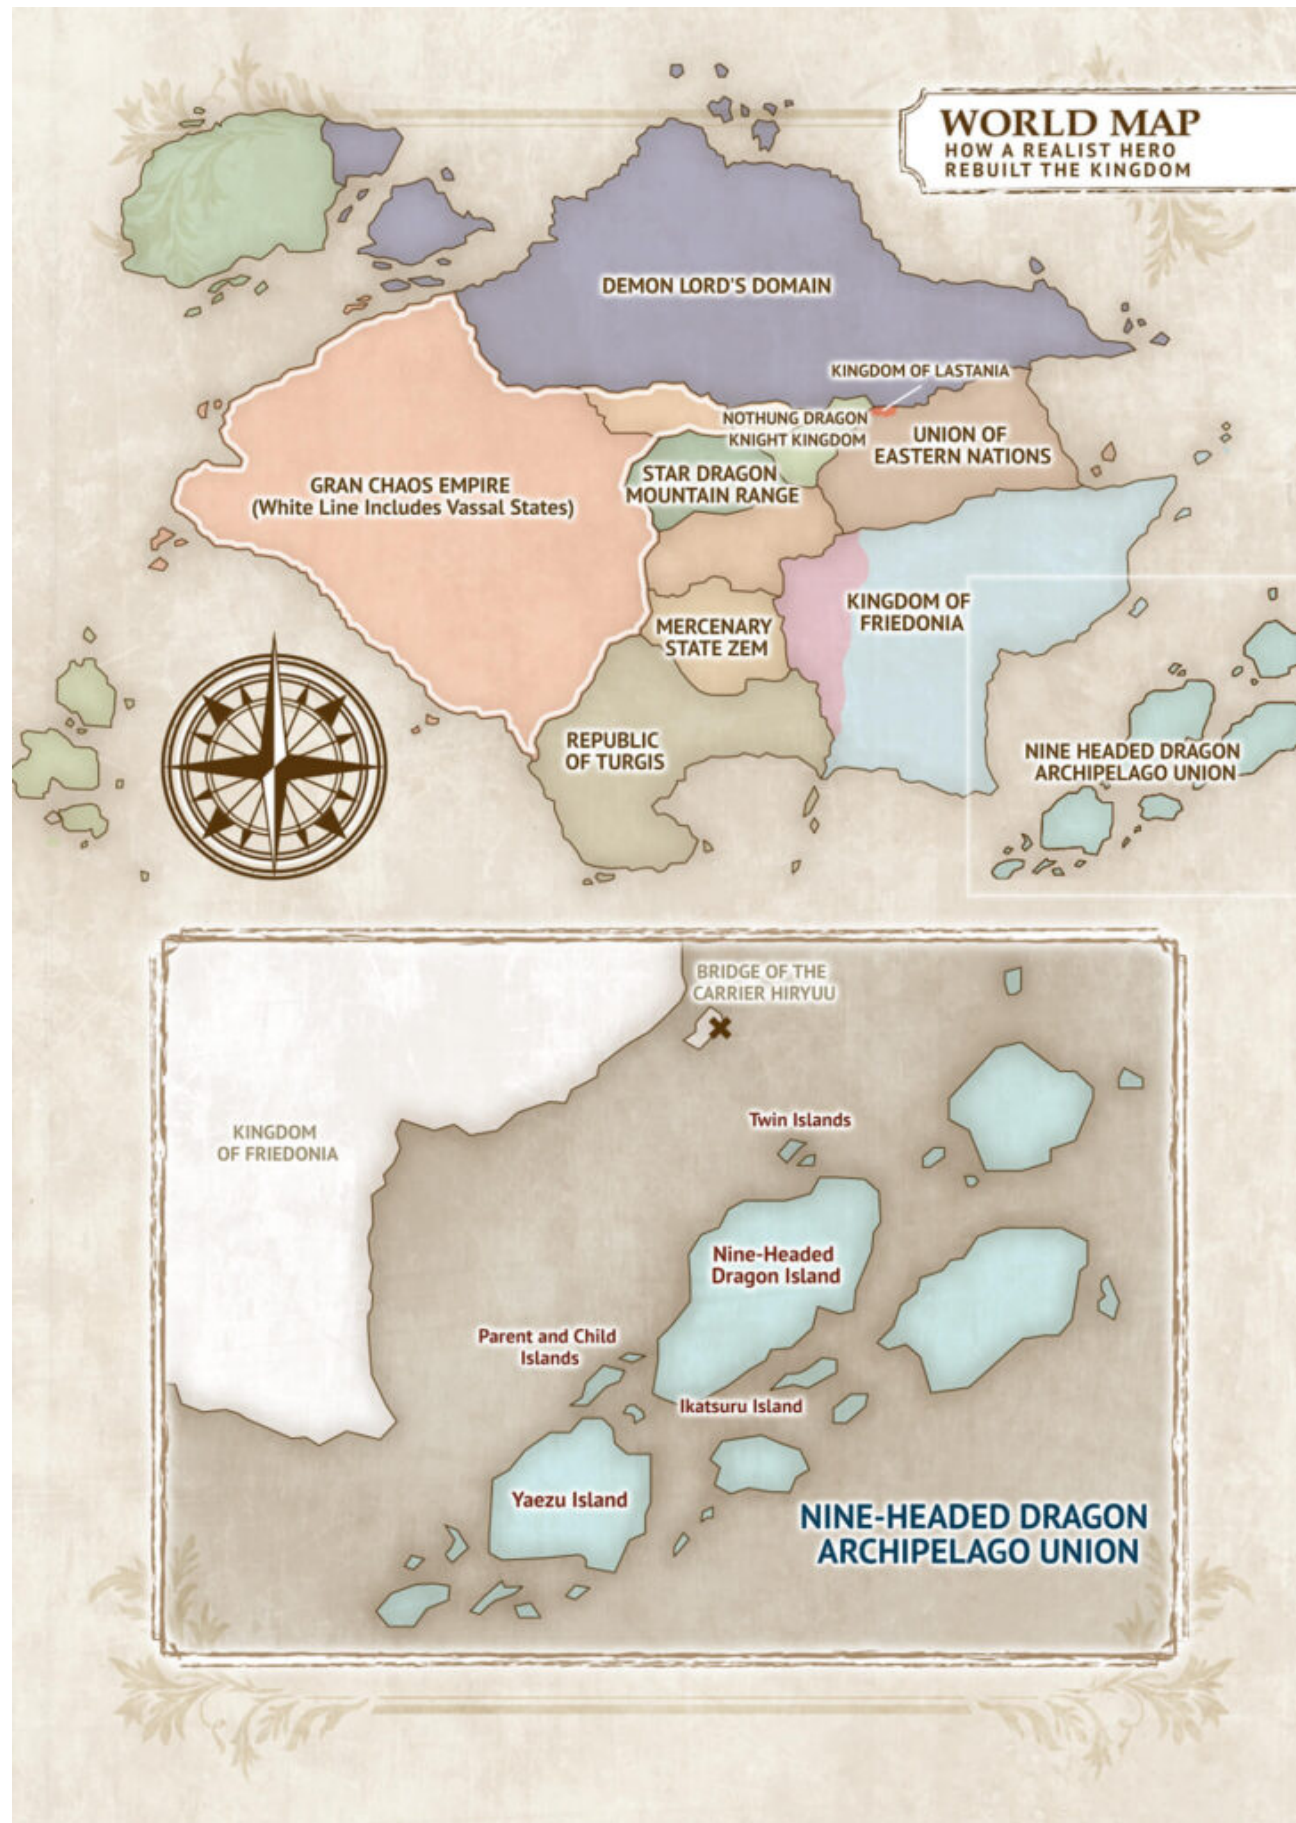 WORLD MAP
HOW A REALIST HERO
REBUILT THE KINGDOM
DEMON LORD'S DOMAIN
KINGDOM OF LASTANIA
NOTHUNG DRAGON
KNIGHT KINGDOM
UNION OF
EASTERN NATIONS
STAR DRAGON
MOUNTAIN RANGE
GRAN CHAOS EMPIRE
(White Line Includes Vassal States)
KINGDOM OF
FRIEDONIA
MERCENARY
STATE ZEM
REPUBLIC
OF TURGIS
NINE HEADED DRAGON
ARCHIPELAGO UNION
BRIDGE OF THE
CARRIER HIRYUU
KINGDOM
OF FRIEDONIA
Twin Islands
Nine-Headed
Dragon Island
Parent and Child
Islands
Ikatsuru Island
Yaezu Island
NINE-HEADED DRAGON
ARCHIPELAGO UNION